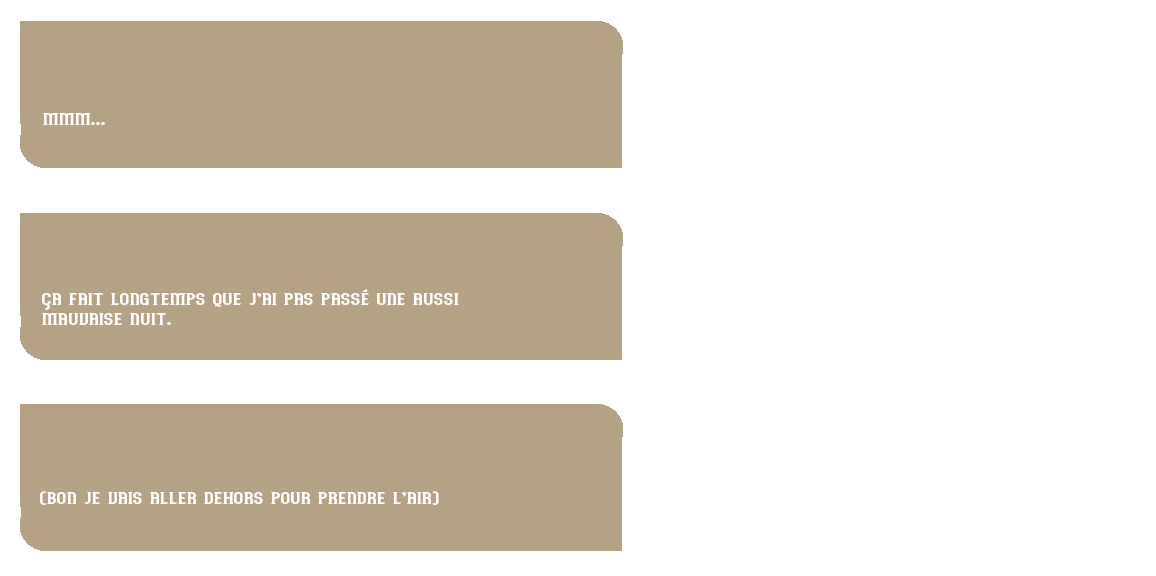 MMM...
ÇA FAIT LONGTEMPS QUE J'AI PAS PASSÉ UNE AUSSI
MAUVAISE NUIT.
(BON JE VAIS ALLER DEHORS POUR PRENDRE L'AIR)